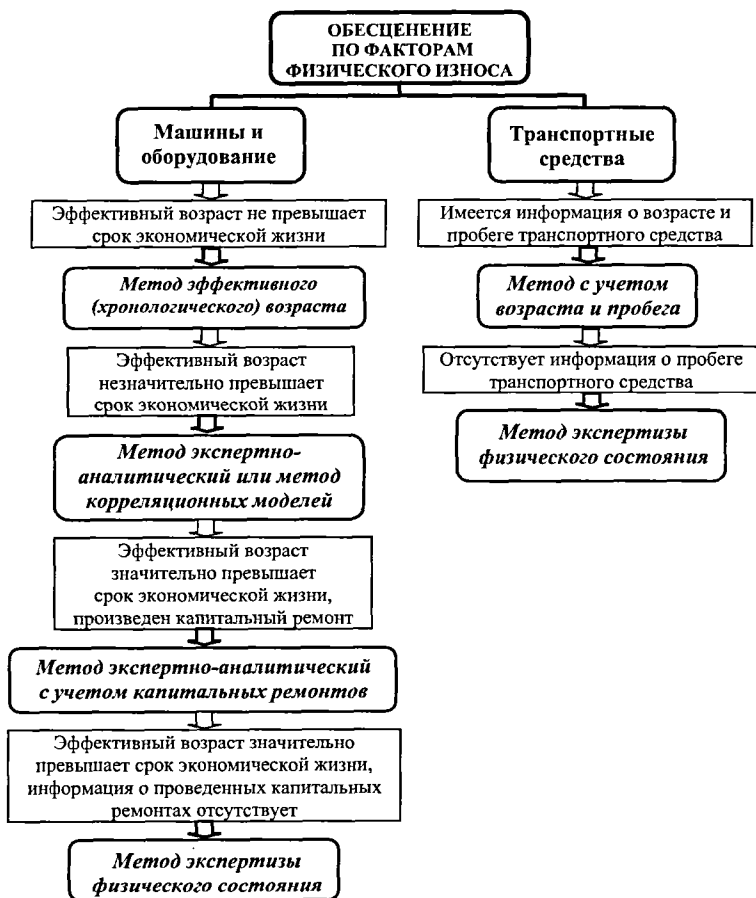 ОБЕСЦЕНЕНИЕ
ПО ФАКТОРАМ
ФИЗИЧЕСКОГО ИЗНОСА
Машины и
оборудование
Эффективный возраст не превышает
срок экономической жизни
Метод эффективного
(хронологического) возраста
Эффективный возраст
незначительно превышает
срок экономической жизни
Метод экспертно-
аналитический или метод
корреляционных моделей
Эффективный возраст
значительно превышает
срок экономической жизни,
произведен капитальный ремонт
Метод экспертно-аналитический
с учетом капитальных ремонтов
Эффективный возраст значительно
превышает срок экономической жизни,
информация о проведенных капитальных
ремонтах отсутствует
Метод экспертизы
физического состояния
Транспортные
средства
Имеется информация о возрасте и
пробеге транспортного средства
Метод с учетом
возраста и пробега
Отсутствует информация о пробеге
транспортного средства
Метод экспертизы
физического состояния